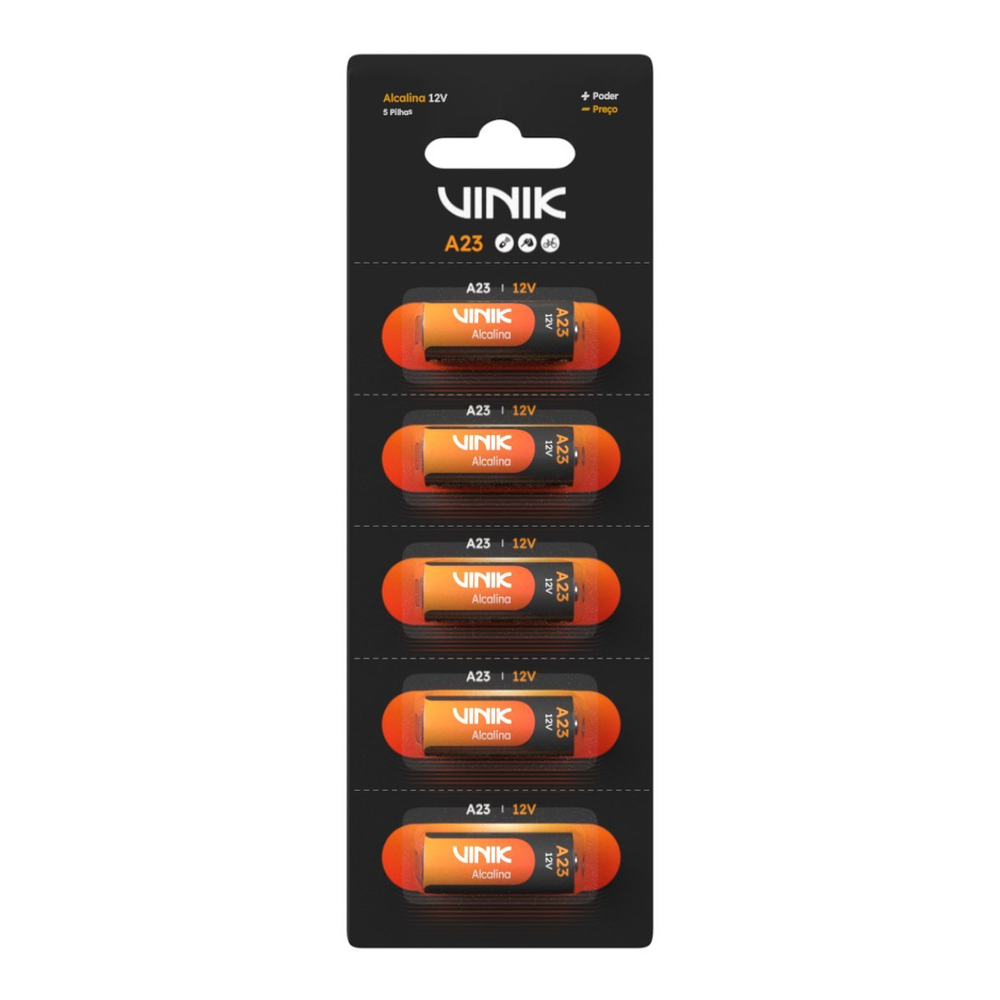 Alcalina 12V
5 Pilhas
+ Poder
- Preço
VINIK
A23
A23 | 12V
VINIK
Alcalina
A23
12V
A23 | 12V
VINIK
Alcalina
A23
12V
A23 | 12V
VINIK
Alcalina
A23
12V
A23 | 12V
VINIK
Alcalina
A23
12V
A23 | 12V
VINIK
Alcalina
A23
12V